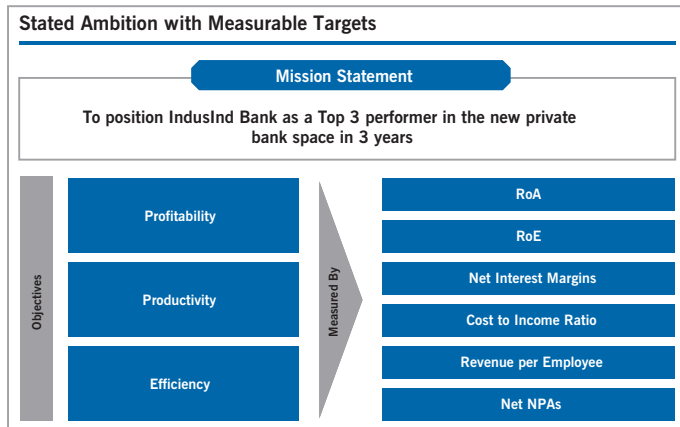 Stated Ambition with Measurable Targets
Mission Statement
To position IndusInd Bank as a Top 3 performer in the new private
bank space in 3 years
Objectives
Profitability
Productivity
Efficiency
Measured By
RoA
RoE
Net Interest Margins
Cost to Income Ratio
Revenue per Employee
Net NPAs